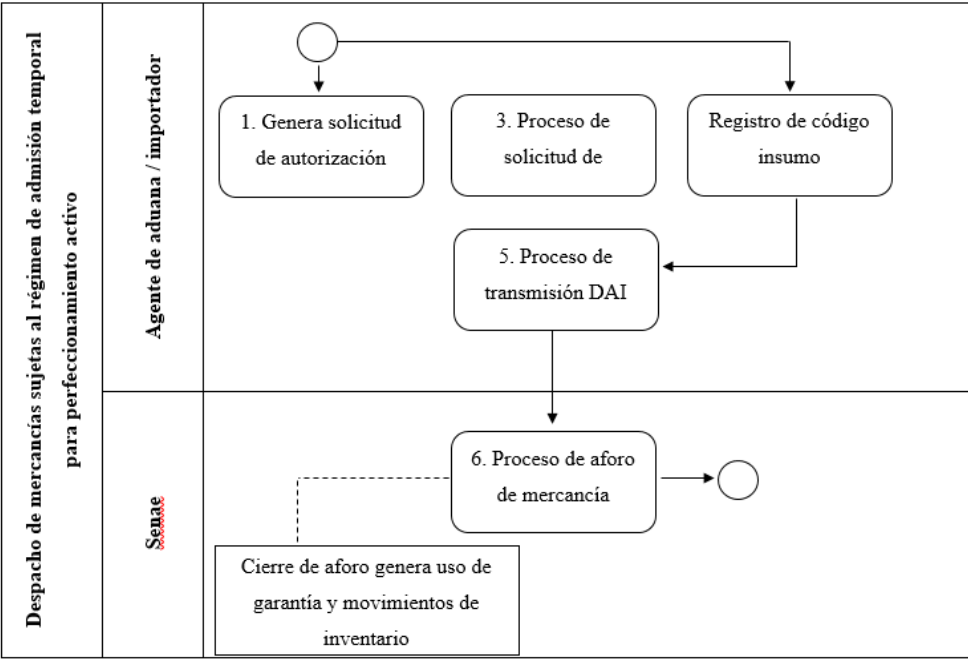 Despacho de mercancías sujetas al régimen de admisión temporal
para perfeccionamiento activo
Agente de aduana / importador
1. Genera solicitud
de autorización
3. Proceso de
solicitud de
Registro de código
insumo
5. Proceso de
transmisión DAI
Senae
6. Proceso de aforo
de mercancía
Cierre de aforo genera uso de
garantía y movimientos de
inventario